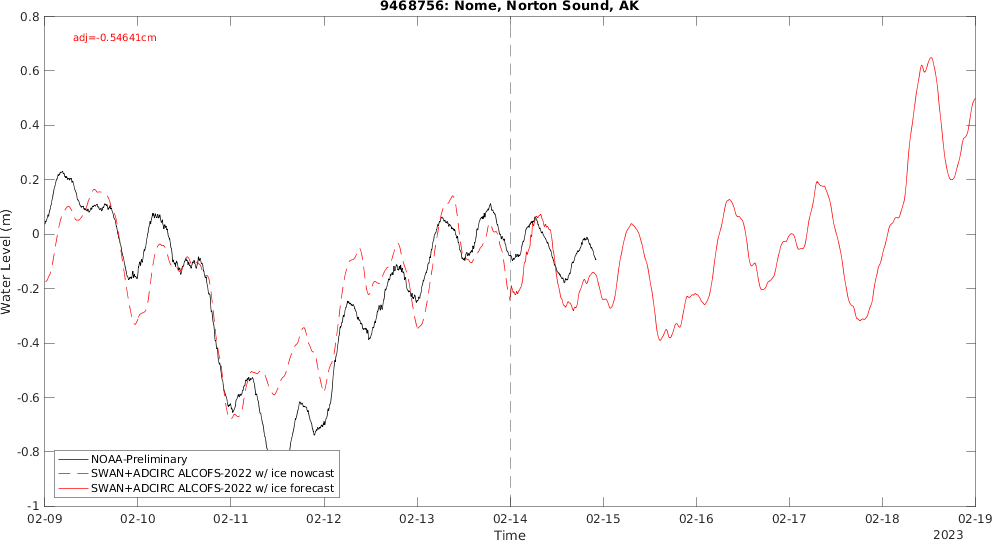 9468756: Nome, Norton Sound, AK
adj=-0.54641cm
0.8
0.6
0.4
0.2
0
-0.2
-0.4
-0.6
-0.8
-1
Water Level (m)
NOAA-Preliminary
SWAN+ADCIRC ALCOFS-2022 w/ ice nowcast
SWAN+ADCIRC ALCOFS-2022 w/ ice forecast
02-09 02-10 02-11 02-12 02-13 02-14 02-15 02-16 02-17 02-18 02-19
Time
2023